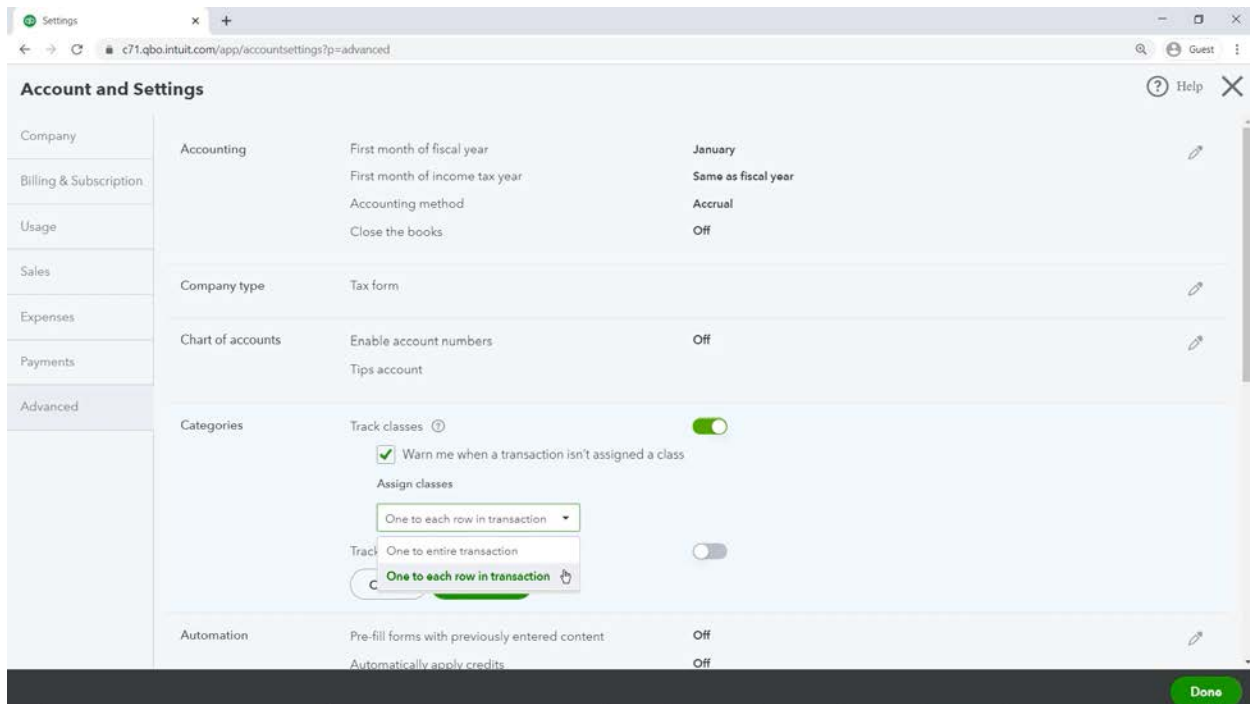 Settings
c71.qbo.intuit.com/app/accountsettings?p=advanced
Guest
Account and Settings
Help
Company
Billing & Subscription
Usage
Sales
Expenses
Payments
Advanced
Accounting
First month of fiscal year January
First month of income tax year Same as fiscal year
Accounting method Accrual
Close the books Off
Company type Tax form
Chart of accounts Enable account numbers Off
Tips account
Categories Track classes
Warn me when a transaction isn't assigned a class
Assign classes
One to each row in transaction
One to entire transaction
One to each row in transaction
Automation Pre-fill forms with previously entered content Off
Automatically apply credits Off
Done